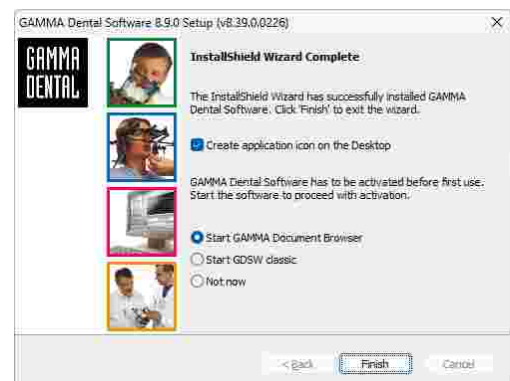 GAMMA Dental Software 8.9.0 Setup (v8.39.0.0226)
GAMMA
DENTAL
InstallShield Wizard Complete
The InstallShield Wizard has successfully installed GAMMA
Dental Software. Click 'Finish' to exit the wizard.
Create application icon on the Desktop
GAMMA Dental Software has to be activated before first use.
Start the software to proceed with activation.
Start GAMMA Document Browser
Start GDSW classic
Not now
< Back
Finish
Cancel